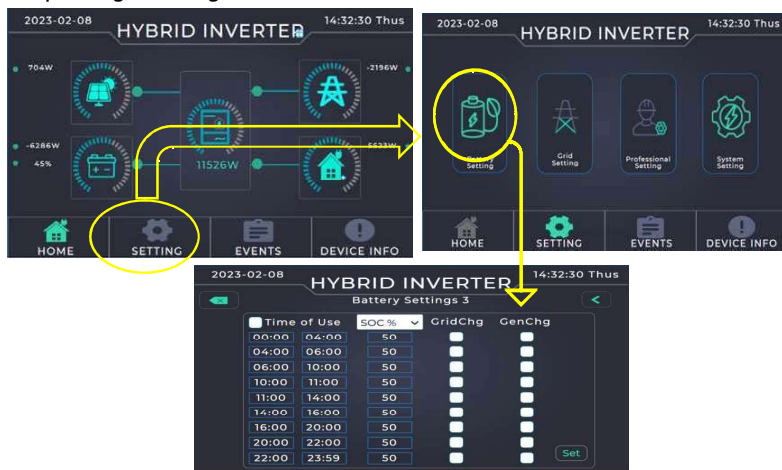 2023-02-08 HYBRID INVERTER 14:32:30 Thus
704W -2196W
-6286W
45% 11526W 5523W
HOME SETTING EVENTS DEVICE INFO
2023-02-08 HYBRID INVERTER 14:32:30 Thus
Battery Setting Grid Setting Professional Setting System Setting
HOME SETTING EVENTS DEVICE INFO
2023-02-08 HYBRID INVERTER 14:32:30 Thus
Battery Settings 3 <
Time of Use SOC % GridChg GenChg
00:00 04:00 50
04:00 06:00 50
06:00 10:00 50
10:00 11:00 50
11:00 14:00 50
14:00 16:00 50
16:00 20:00 50
20:00 22:00 50
22:00 23:59 50 Set